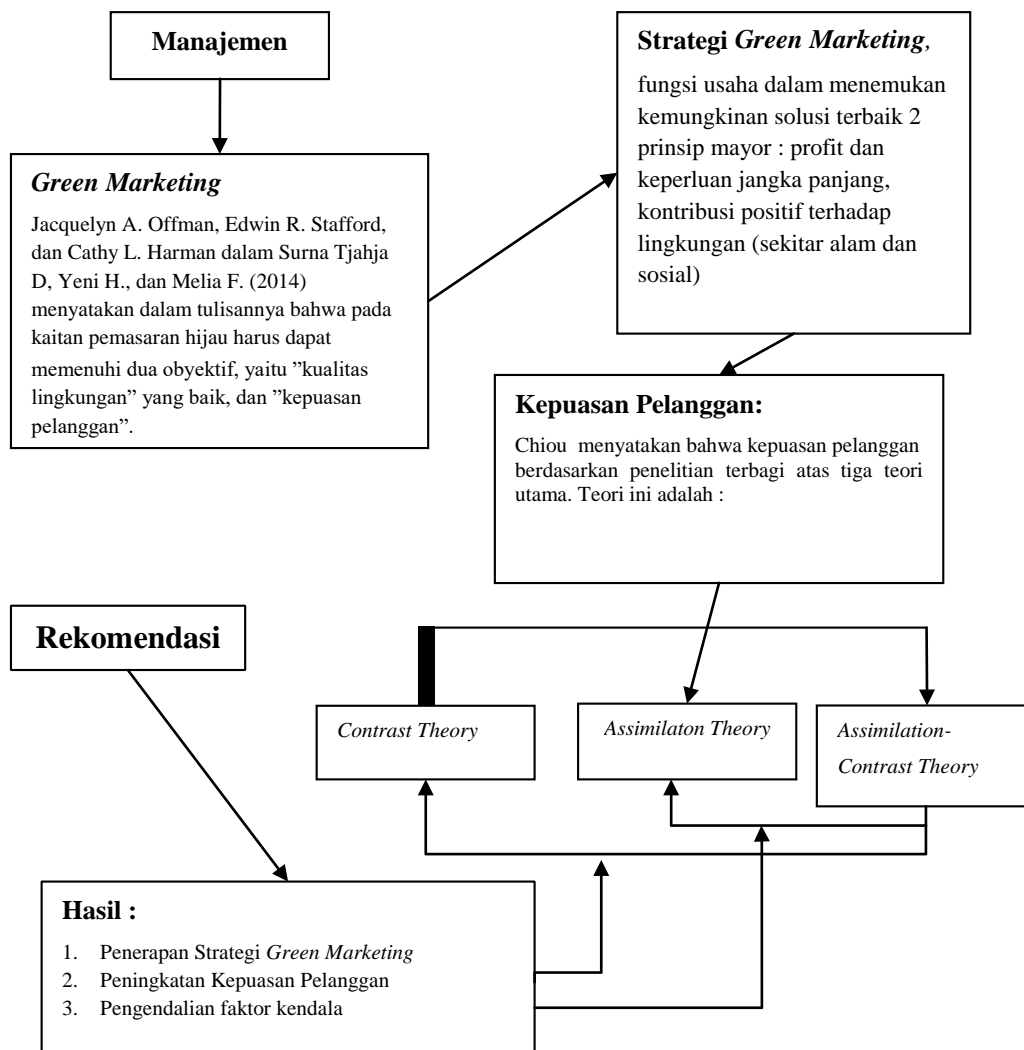 Manajemen
Strategi Green Marketing,
fungsi usaha dalam menemukan
kemungkinan solusi terbaik 2
prinsip mayor : profit dan
keperluan jangka panjang,
kontribusi positif terhadap
lingkungan (sekitar alam dan
sosial)
Green Marketing
Jacquelyn A. Offman, Edwin R. Stafford,
dan Cathy L. Harman dalam Surna Tjahja
D, Yeni H., dan Melia F. (2014)
menyatakan dalam tulisannya bahwa pada
kaitan pemasaran hijau harus dapat
memenuhi dua obyektif, yaitu ”kualitas
lingkungan” yang baik, dan ”kepuasan
pelanggan”.
Kepuasan Pelanggan:
Chiou menyatakan bahwa kepuasan pelanggan
berdasarkan penelitian terbagi atas tiga teori
utama. Teori ini adalah :
Rekomendasi
Contrast Theory
Assimilaton Theory
Assimilation-
Contrast Theory
Hasil :
1. Penerapan Strategi Green Marketing
2. Peningkatan Kepuasan Pelanggan
3. Pengendalian faktor kendala